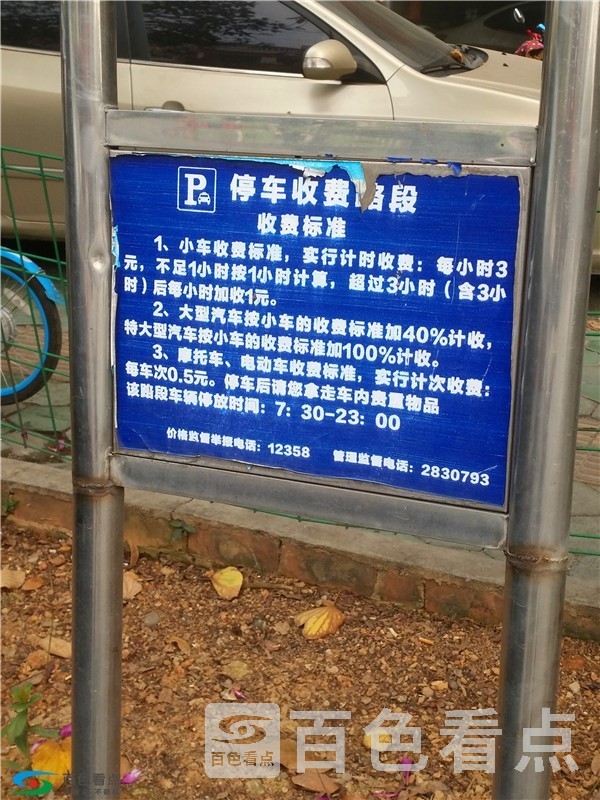 P 停车收费路段
收费标准
1、小车收费标准，实行计时收费：每小时3
元，不足1小时按1小时计算，超过3小时（含3小
时）后每小时加收1元。
2、大型汽车按小车的收费标准加40%计收，
特大型汽车按小车的收费标准加100%计收。
3、摩托车、电动车收费标准，实行计次收费：
每车次0.5元。停车后请您拿走车内贵重物品
该路段车辆停放时间：7：30-23：00
价格监督举报电话：12358 管理监督电话：2830793
百色看点 百色看点
百色看点